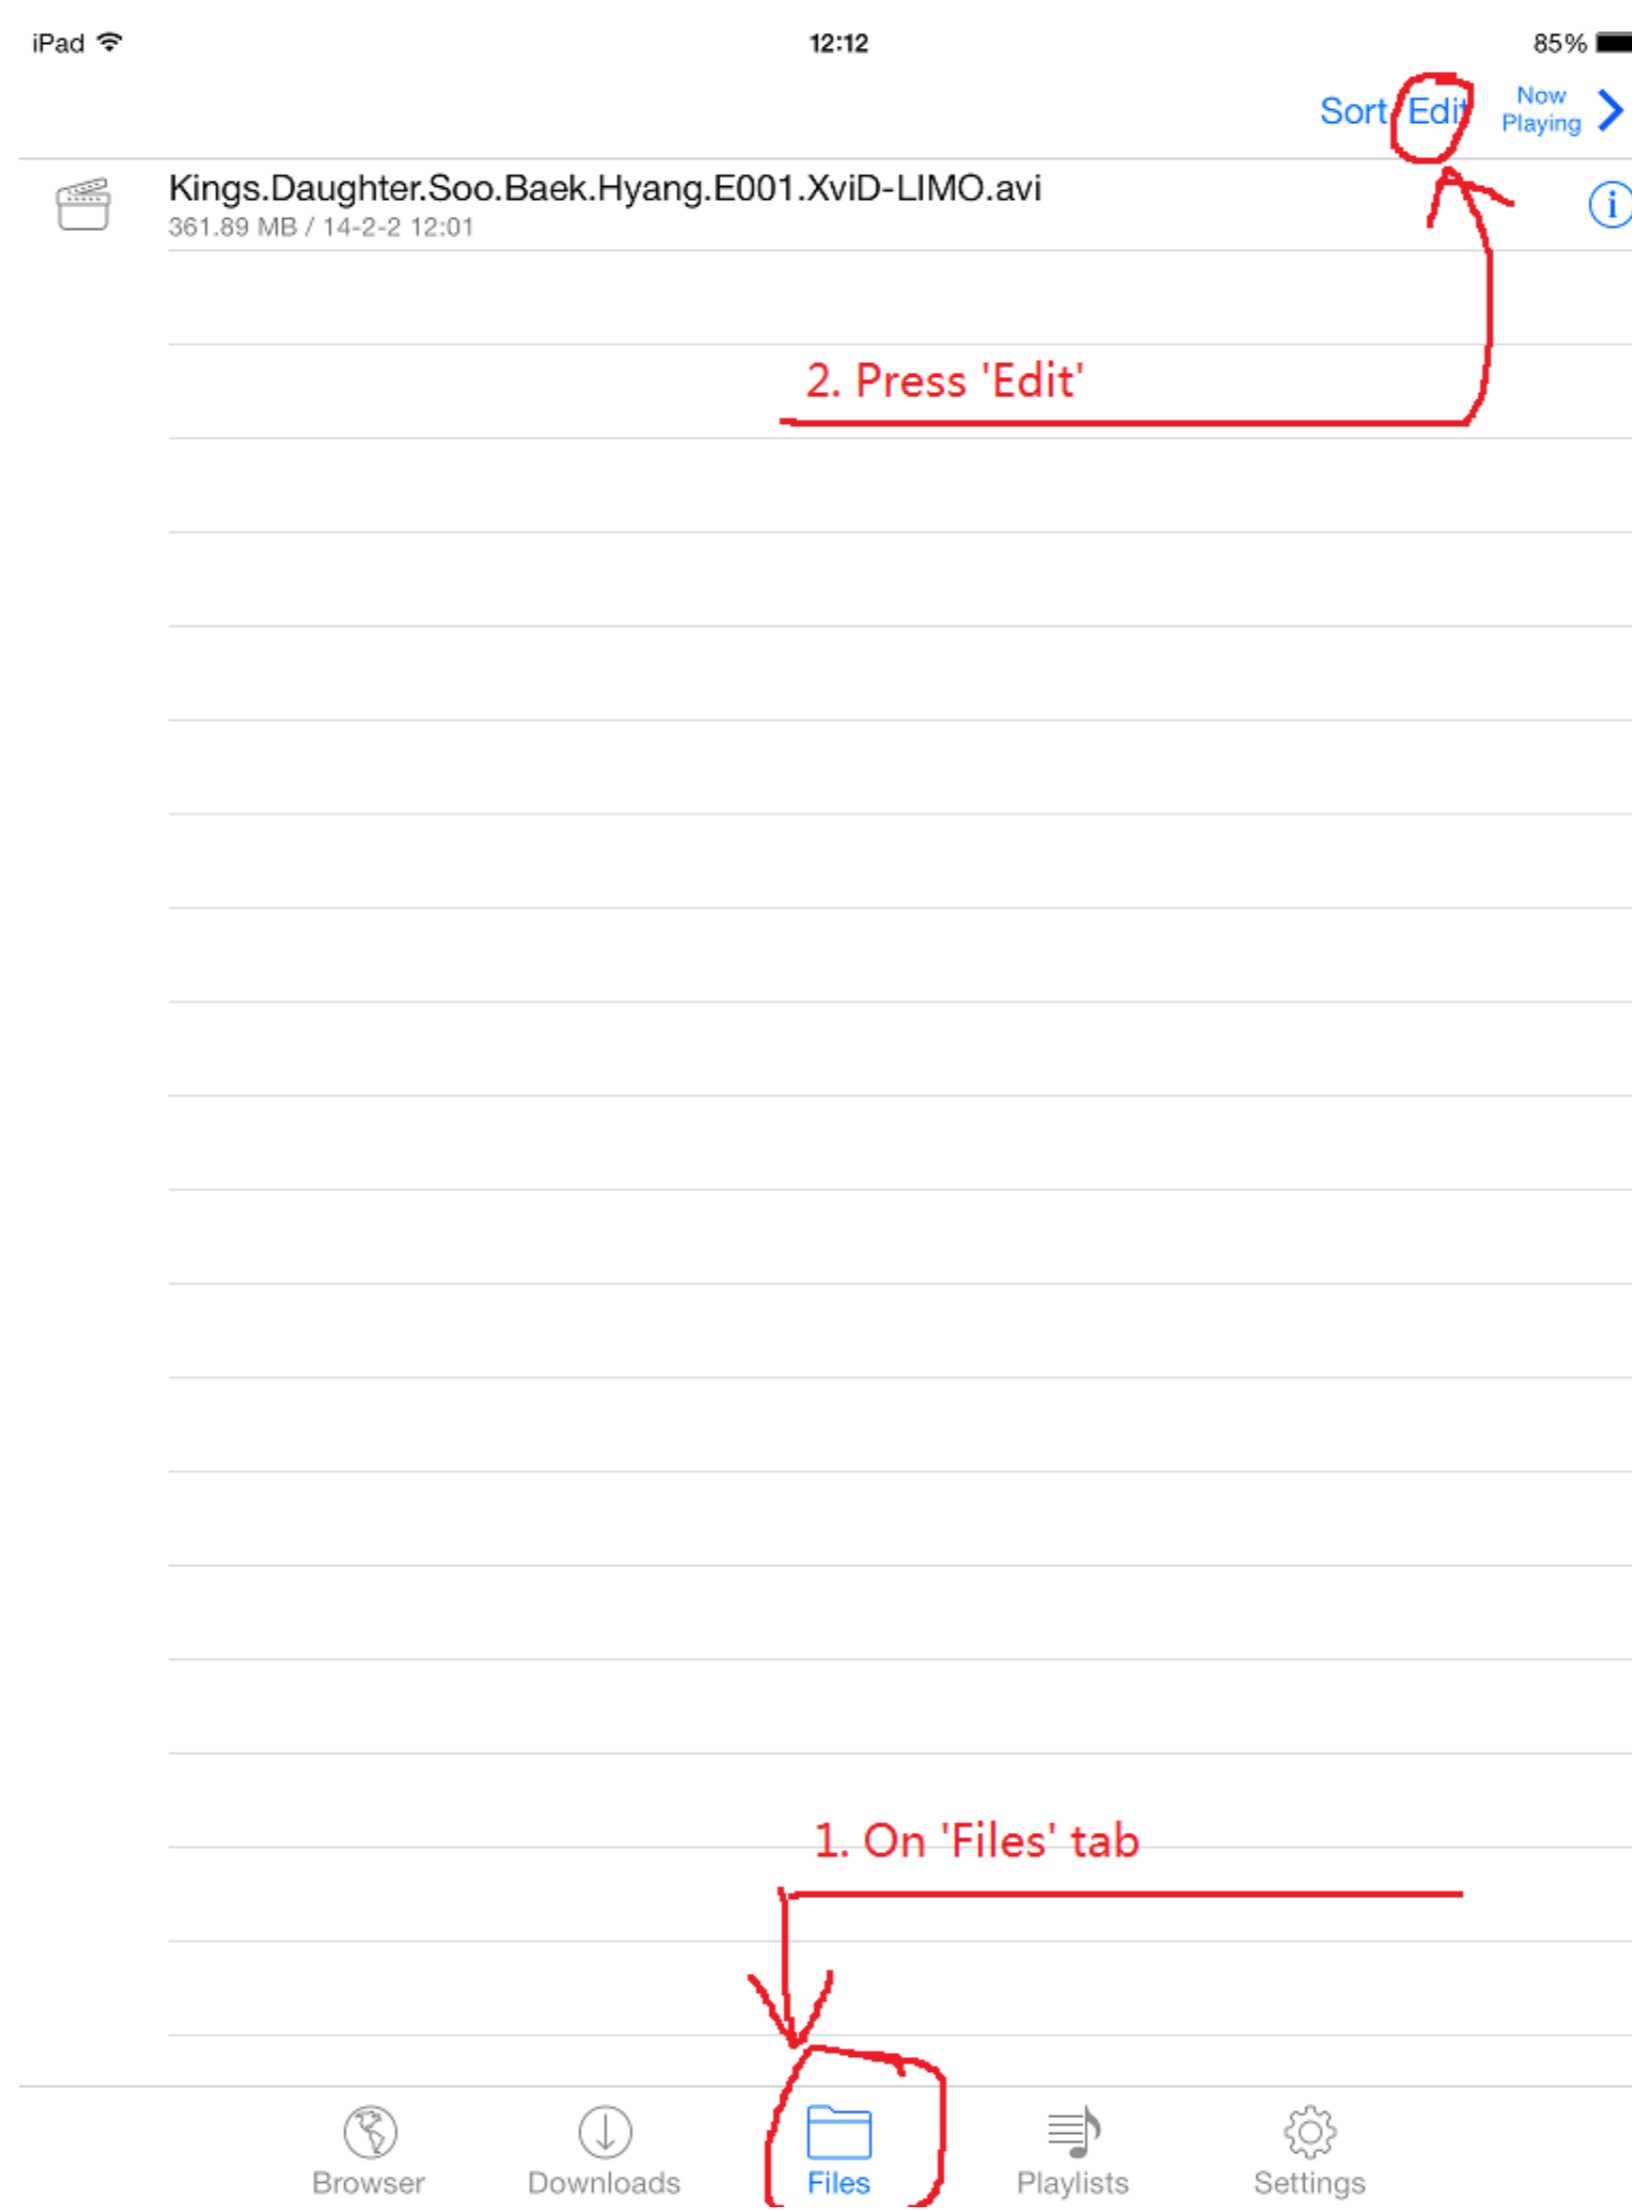 iPad 12:12 85%
Sort Edit Now Playing
Kings.Daughter.Soo.Baek.Hyang.E001.XviD-LIMO.avi
361.89 MB / 14-2-2 12:01
2. Press 'Edit'
1. On 'Files' tab
Browser Downloads Files Playlists Settings